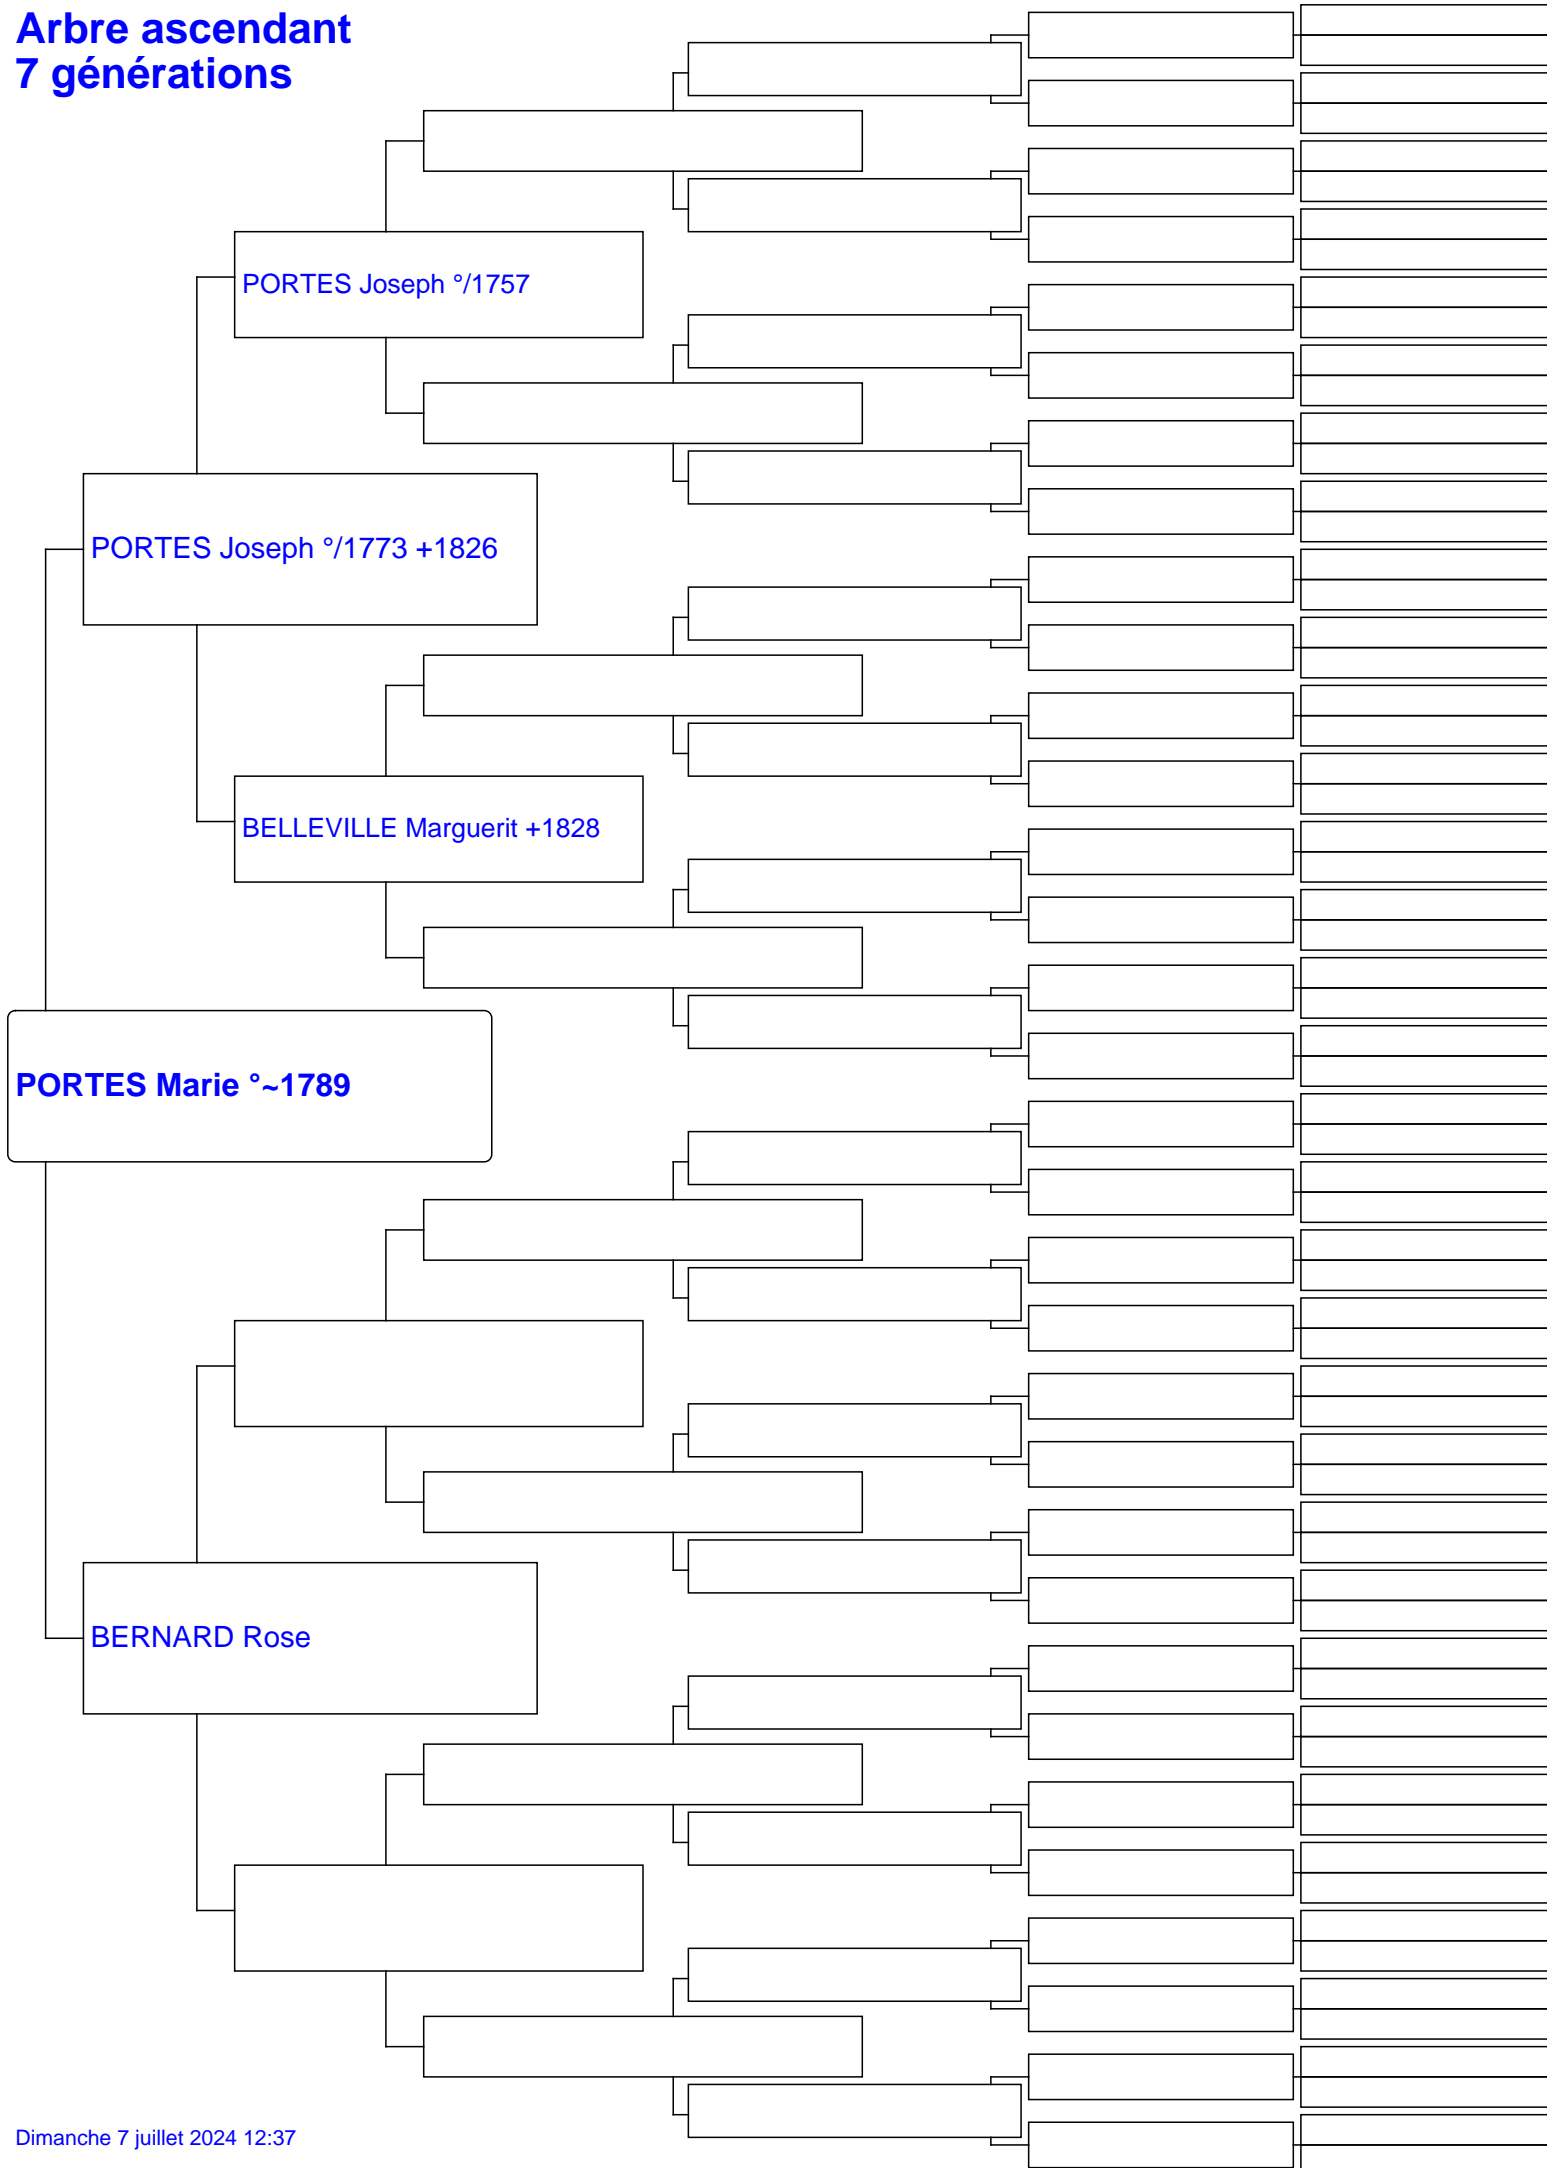 Arbre ascendant
7 générations
PORTES Joseph °/1757
PORTES Joseph °/1773 +1826
BELLEVILLE Marguerit +1828
PORTES Marie °~1789
BERNARD Rose
Dimanche 7 juillet 2024 12:37